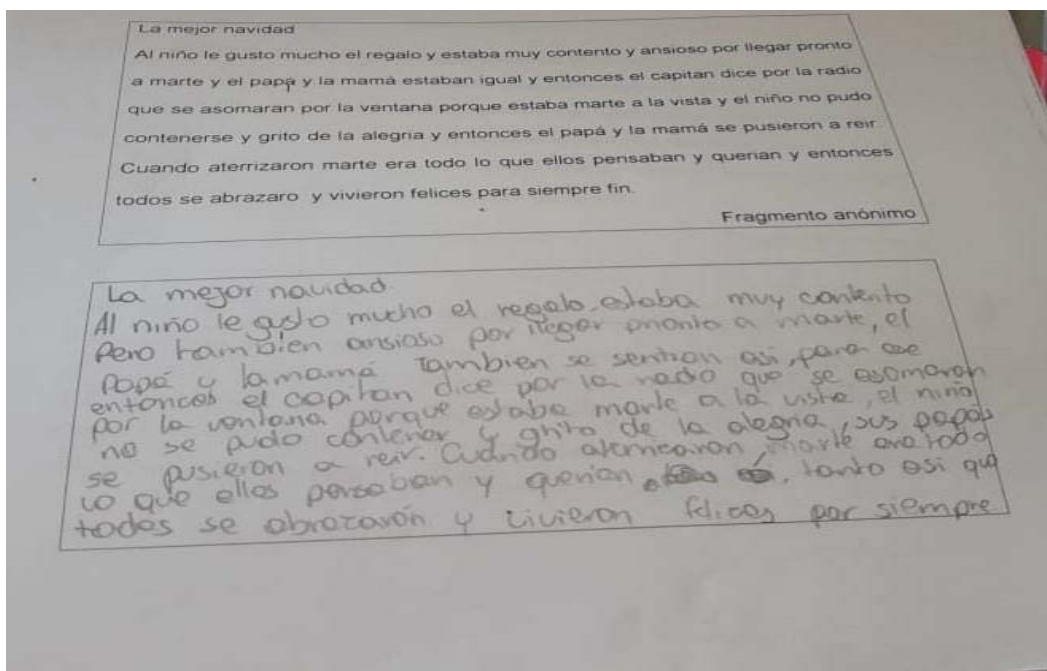 La mejor navidad
Al niño le gusto mucho el regalo y estaba muy contento y ansioso por llegar pronto
a marte y el papá y la mamá estaban igual y entonces el capitan dice por la radio
que se asomaran por la ventana porque estaba marte a la vista y el niño no pudo
contenerse y grito de la alegria y entonces el papá y la mamá se pusieron a reir
Cuando aterrizaron marte era todo lo que ellos pensaban y querian y entonces
todos se abrazaro y vivieron felices para siempre fin.
Fragmento anónimo
La mejor navidad
Al niño le gusto mucho el regalo, estaba muy contento
Pero tambien ansioso por llegar pronto a marte, el
Papá y la mamá Tambien se sentian asi, para ese
entonces el capitan dice por la radio que se asomaran
Por la ventana porque estaba marte a la vista, el niño
no se pudo contener y grito de la alegria, sus papás
se pusieron a reir. Cuándo aterricaron, marte era todo
lo que ellos pensaban y querian, tanto asi que
todos se abrazarón y vivieron felices por siempre